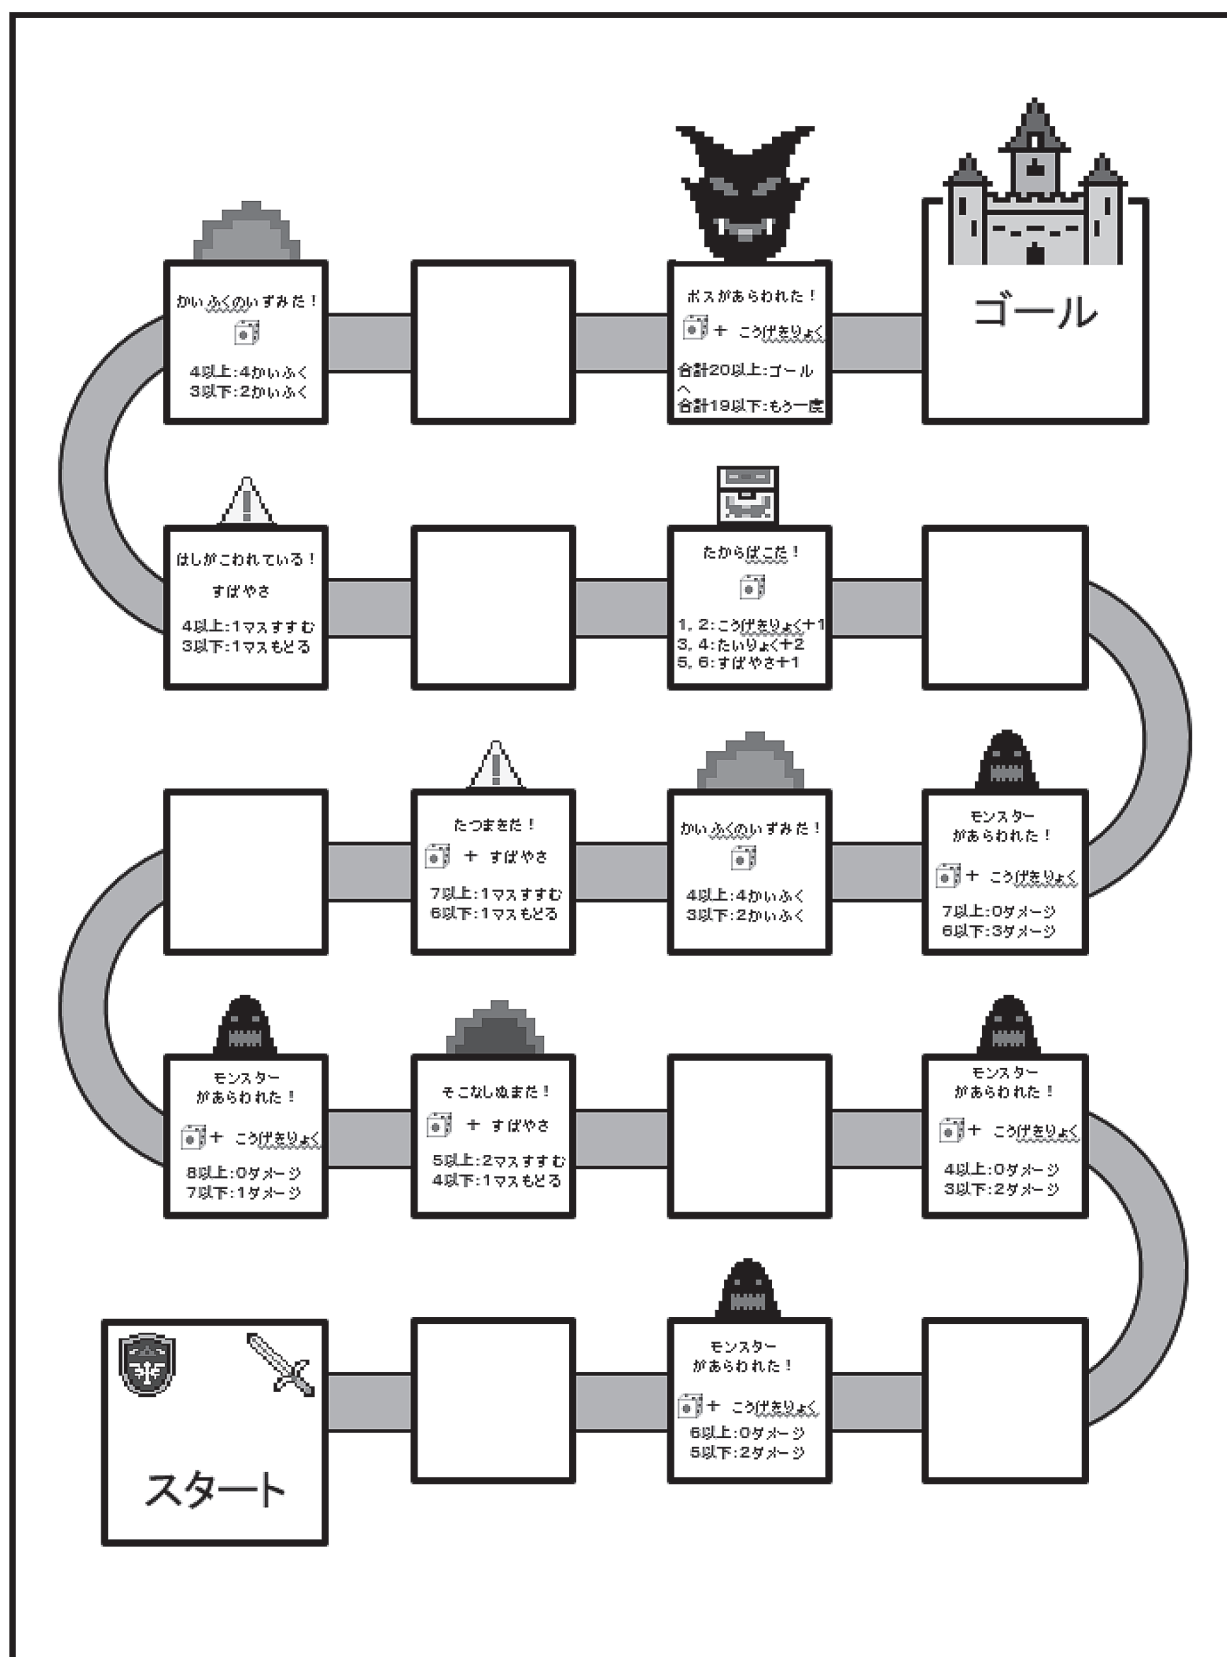 かいふくのいずみだ！
4以上:4かいふく
3以下:2かいふく
ボスがあらわれた！
+ こうげきりょく
合計20以上:ゴール
へ
合計19以下:もう一度
ゴール
はしがこわれている！
すばやさ
4以上:1マスすすむ
3以下:1マスもどる
たからばこだ！
1, 2:こうげきりょく+1
3, 4:たいりょく+2
5, 6:すばやさ+1
たつまきだ！
+ すばやさ
7以上:1マスすすむ
6以下:1マスもどる
かいふくのいずみだ！
4以上:4かいふく
3以下:2かいふく
モンスター
があらわれた！
+ こうげきりょく
7以上:0ダメージ
6以下:3ダメージ
モンスター
があらわれた！
+ こうげきりょく
8以上:0ダメージ
7以下:1ダメージ
そこなしぬまだ！
+ すばやさ
5以上:2マスすすむ
4以下:1マスもどる
モンスター
があらわれた！
+ こうげきりょく
4以上:0ダメージ
3以下:2ダメージ
スタート
モンスター
があらわれた！
+ こうげきりょく
6以上:0ダメージ
5以下:2ダメージ